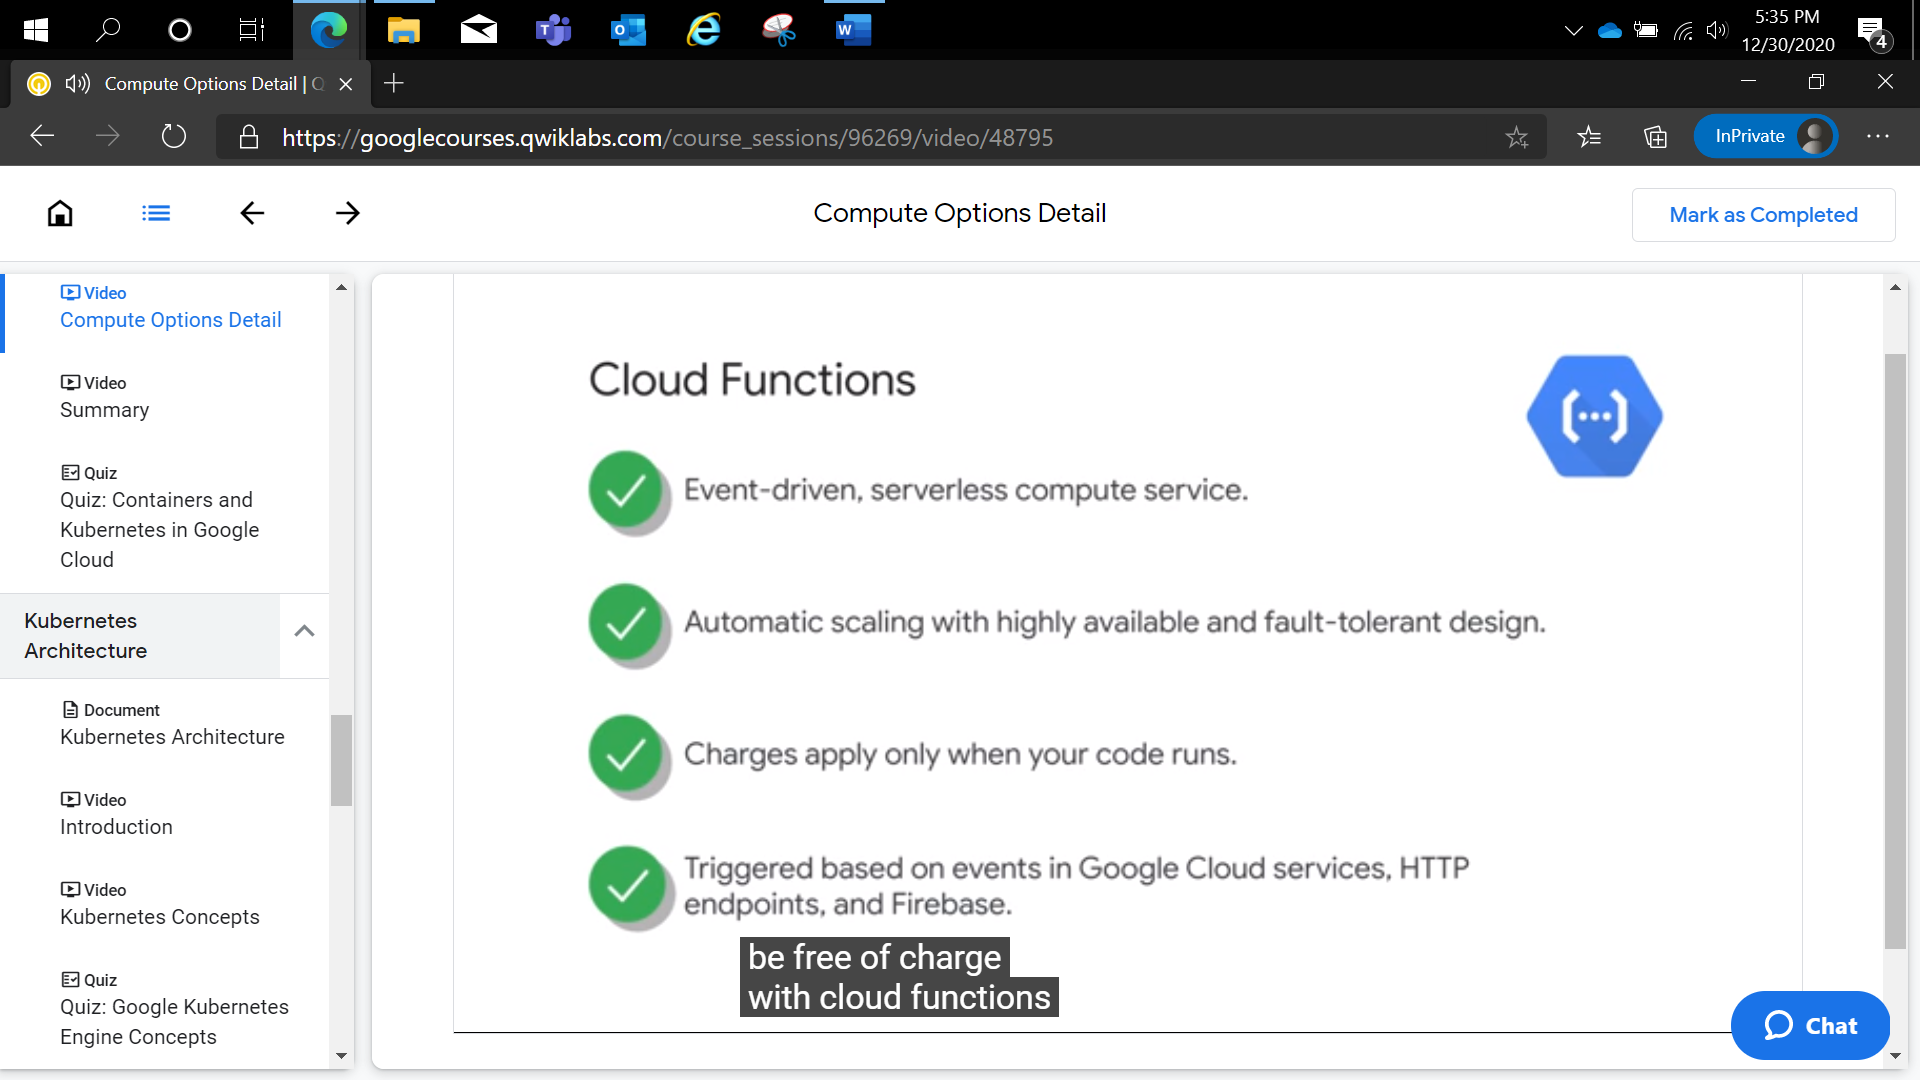 5:35 PM
12/30/2020
4
Compute Options Detail | Q
https://googlecourses.qwiklabs.com/course_sessions/96269/video/48795
InPrivate
Compute Options Detail
Mark as Completed
Video
Compute Options Detail
Video
Summary
Quiz
Quiz: Containers and
Kubernetes in Google
Cloud
Kubernetes
Architecture
Document
Kubernetes Architecture
Video
Introduction
Video
Kubernetes Concepts
Quiz
Quiz: Google Kubernetes
Engine Concepts
Cloud Functions
Event-driven, serverless compute service.
Automatic scaling with highly available and fault-tolerant design.
Charges apply only when your code runs.
Triggered based on events in Google Cloud services, HTTP
endpoints, and Firebase.
be free of charge
with cloud functions
Chat